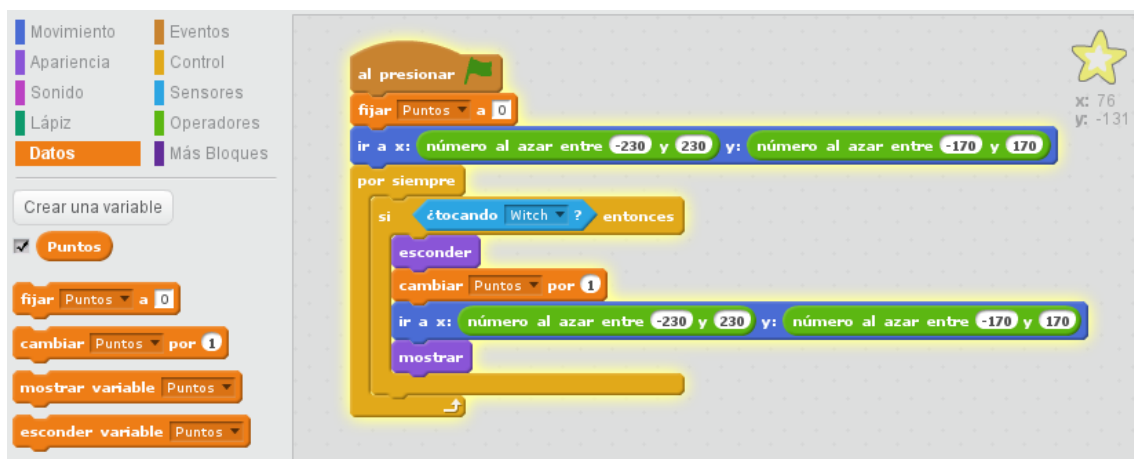 Movimiento
Eventos
Apariencia
Control
Sonido
Sensores
Lápiz
Operadores
Datos
Más Bloques
Crear una variable
Puntos
fijar Puntos a 0
cambiar Puntos por 1
mostrar variable Puntos
esconder variable Puntos
al presionar
fijar Puntos a 0
ir a x: número al azar entre -230 y 230 y: número al azar entre -170 y 170
por siempre
si ¿tocando Witch ? entonces
esconder
cambiar Puntos por 1
ir a x: número al azar entre -230 y 230 y: número al azar entre -170 y 170
mostrar
x: 76
y: -131